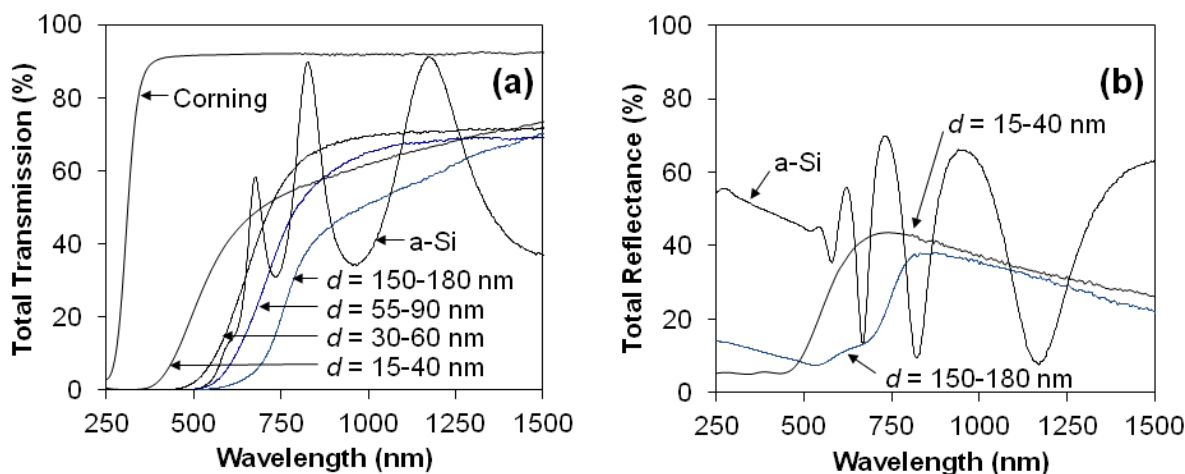 Total Transmission (%)
100
80
60
40
20
0
250 500 750 1000 1250 1500
Wavelength (nm)
(a)
Corning
a-Si
d = 150-180 nm
d = 55-90 nm
d = 30-60 nm
d = 15-40 nm
Total Reflectance (%)
100
80
60
40
20
0
250 500 750 1000 1250 1500
Wavelength (nm)
(b)
d = 15-40 nm
a-Si
d = 150-180 nm